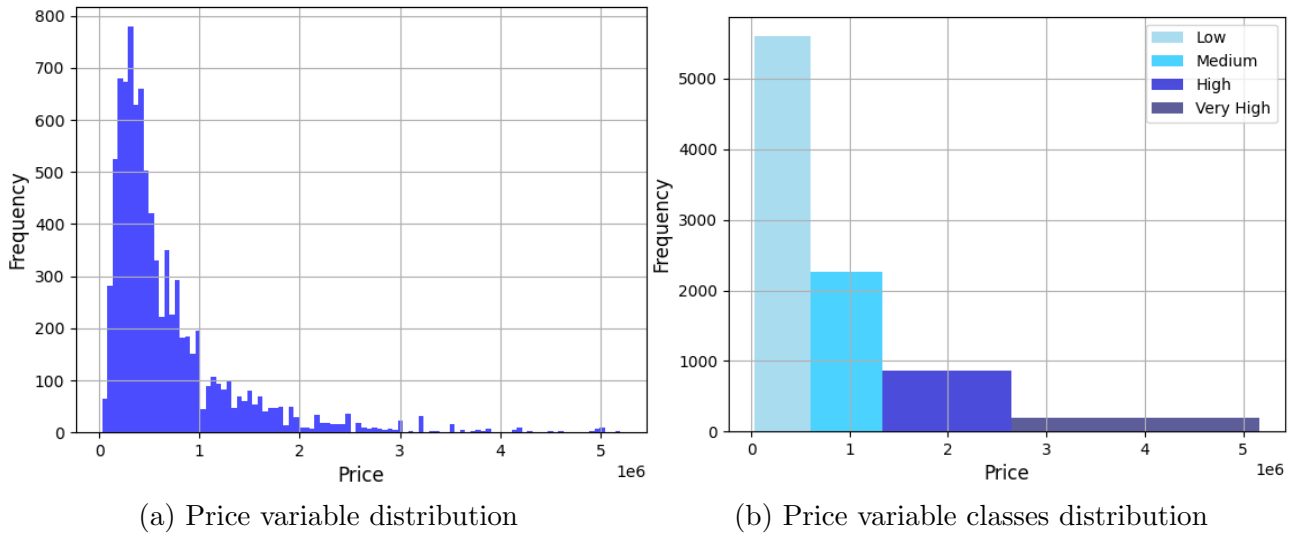 800
700
600
500
400
300
200
100
0
Frequency
0 1 2 3 4 5
1e6
Price
(a) Price variable distribution
Low
Medium
High
Very High
5000
4000
3000
2000
1000
0
Frequency
0 1 2 3 4 5
1e6
Price
(b) Price variable classes distribution